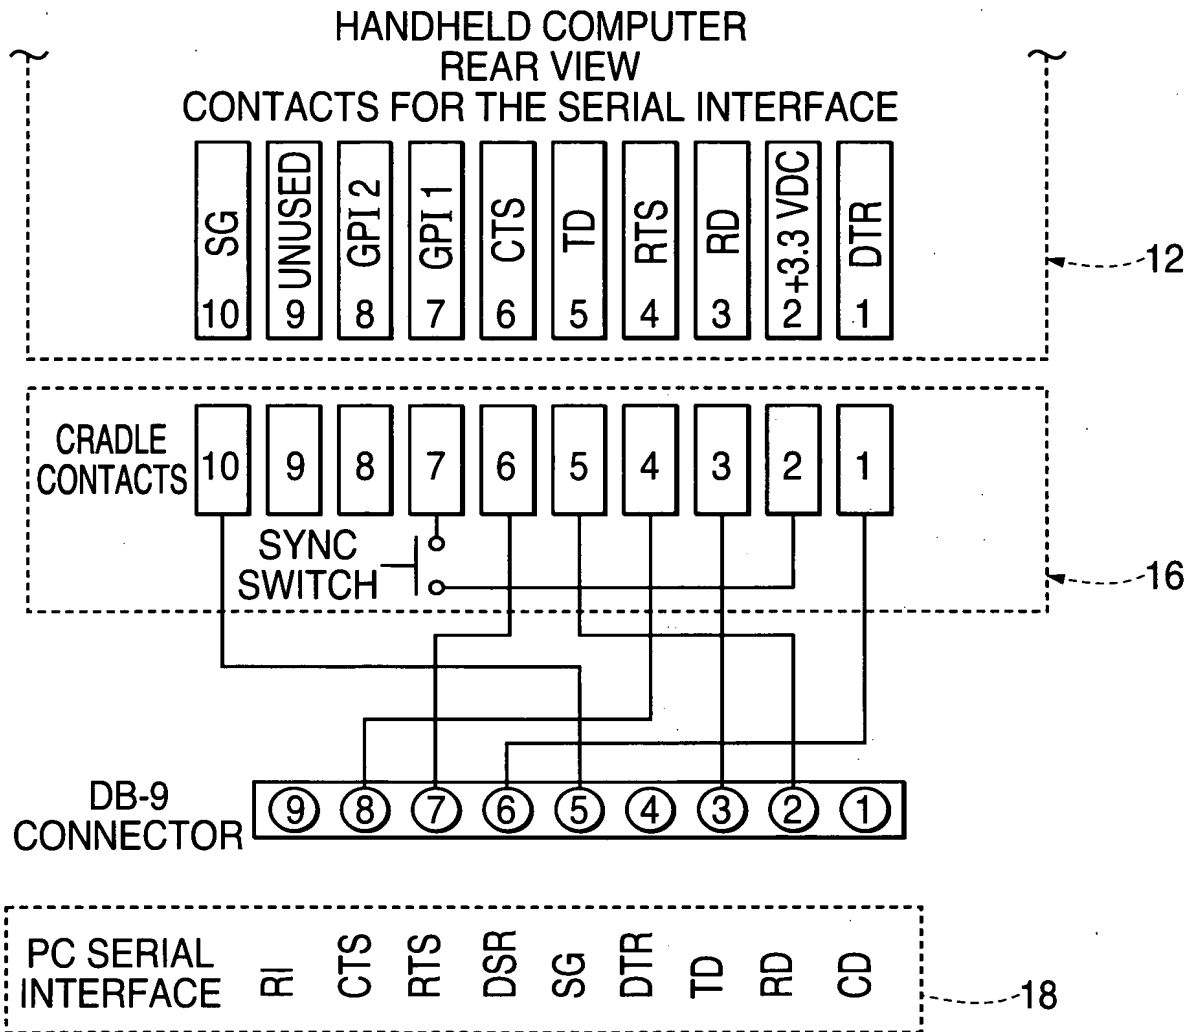 HANDHELD COMPUTER
REAR VIEW
CONTACTS FOR THE SERIAL INTERFACE
SG UNUSED GPI 2 GPI 1 CTS TD RTS RD +3.3 VDC DTR
10 9 8 7 6 5 4 3 2 1
12
CRADLE
CONTACTS
10 9 8 7 6 5 4 3 2 1
SYNC
SWITCH
16
DB-9
CONNECTOR
9 8 7 6 5 4 3 2 1
PC SERIAL
INTERFACE
RI CTS RTS DSR SG DTR TD RD CD
18